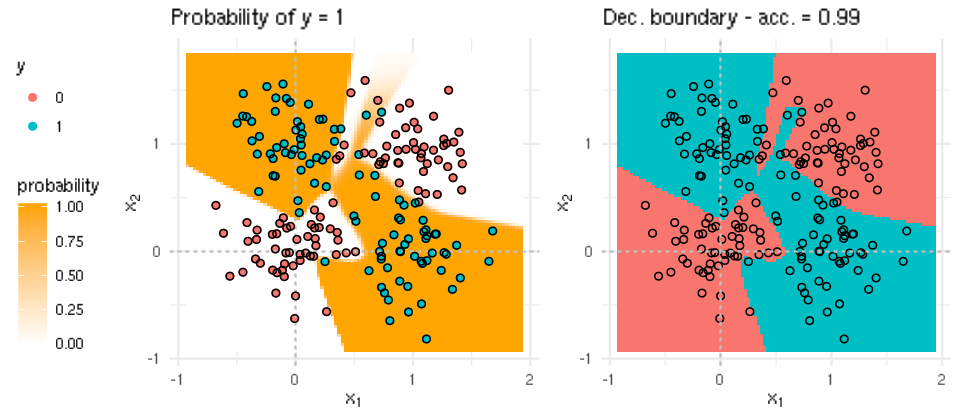 Probability of y = 1
Dec. boundary - acc. = 0.99
y
0
1
probability
1.00
0.75
0.50
0.25
0.00
x2
1
0
-1
-1
0
1
2
x1
x2
1
0
-1
-1
0
1
2
x1